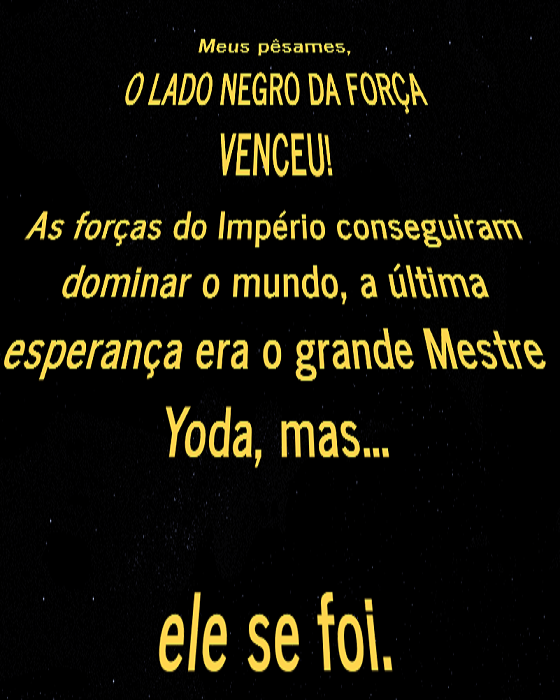 Meus pêsames,
O LADO NEGRO DA FORÇA
VENCEU!
As forças do Império conseguiram
dominar o mundo, a última
esperança era o grande Mestre
Yoda, mas...
ele se foi.